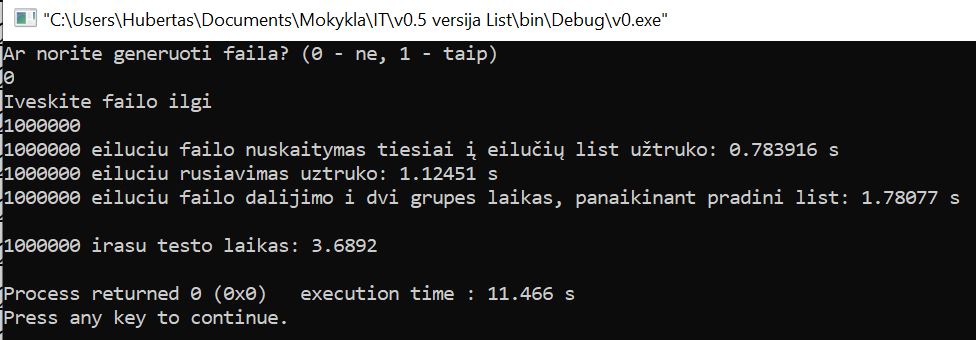 "C:\Users\Hubertas\Documents\Mokykla\IT\v0.5 versija List\bin\Debug\v0.exe"
Ar norite generuoti faila? (0 - ne, 1 - taip)
0
Iveskite failo ilgi
1000000
1000000 eiluciu failo nuskaitymas tiesiai į eilučių list užtruko: 0.783916 s
1000000 eiluciu rusiavimas uztruko: 1.12451 s
1000000 eiluciu failo dalijimo i dvi grupes laikas, panaikinant pradini list: 1.78077 s
1000000 irasu testo laikas: 3.6892
Process returned 0 (0x0)   execution time : 11.466 s
Press any key to continue.